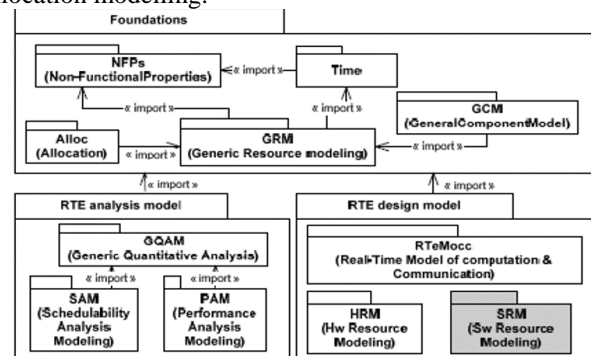 location modelling.
Foundations
NFPs
(Non-FunctionalProperties)
« import »
Time
« import »
« import »
GCM
(GeneralComponentModel)
Alloc
(Allocation)
« import »
GRM
(Generic Resource modeling)
« import »
« import »
« import »
RTE analysis model
RTE design model
GQAM
(Generic Quantitative Analysis)
« import »
« import »
RTeMocc
(Real-Time Model of computation &
Communication)
SAM
(Schedulability
Analysis
Modeling)
PAM
(Performance
Analysis
Modeling)
HRM
(Hw Resource
Modeling)
SRM
(Sw Resource
Modeling)